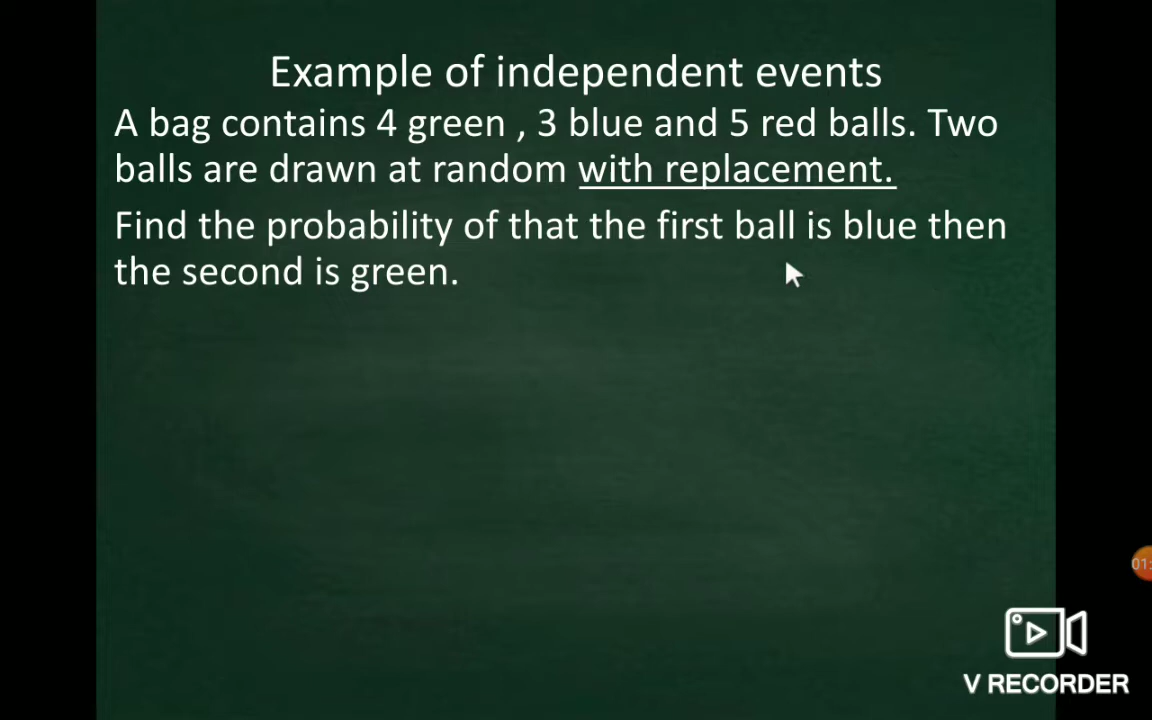 Example of independent events
A bag contains 4 green , 3 blue and 5 red balls. Two
balls are drawn at random with replacement.
Find the probability of that the first ball is blue then
the second is green.
01:
V RECORDER